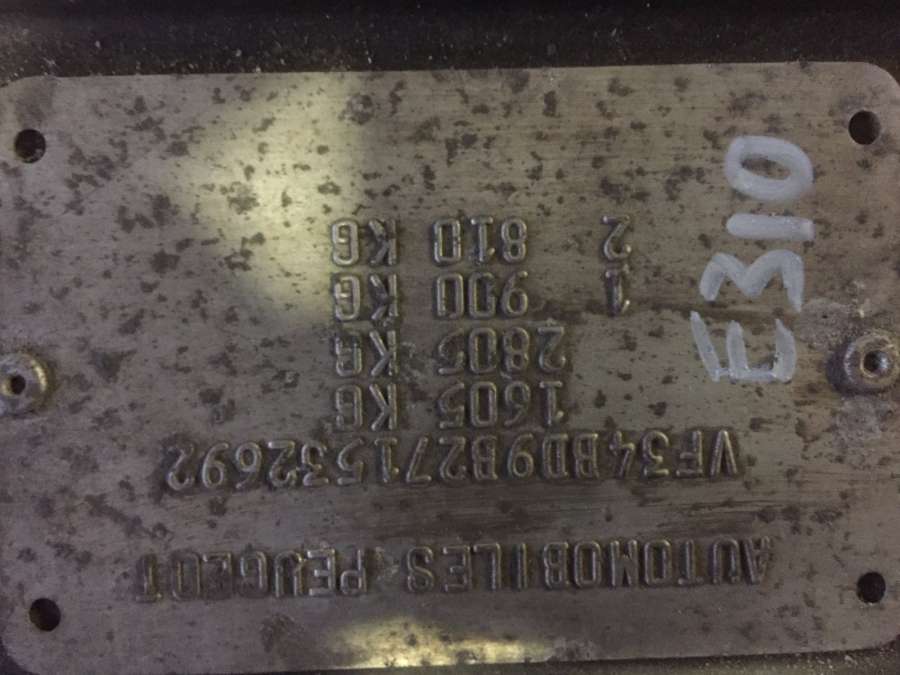 AUTOMOBILES PEUGEOT
VF34BD9B271532692
1605 KG
2805 KG
1 900 KG
2 810 KG
E310